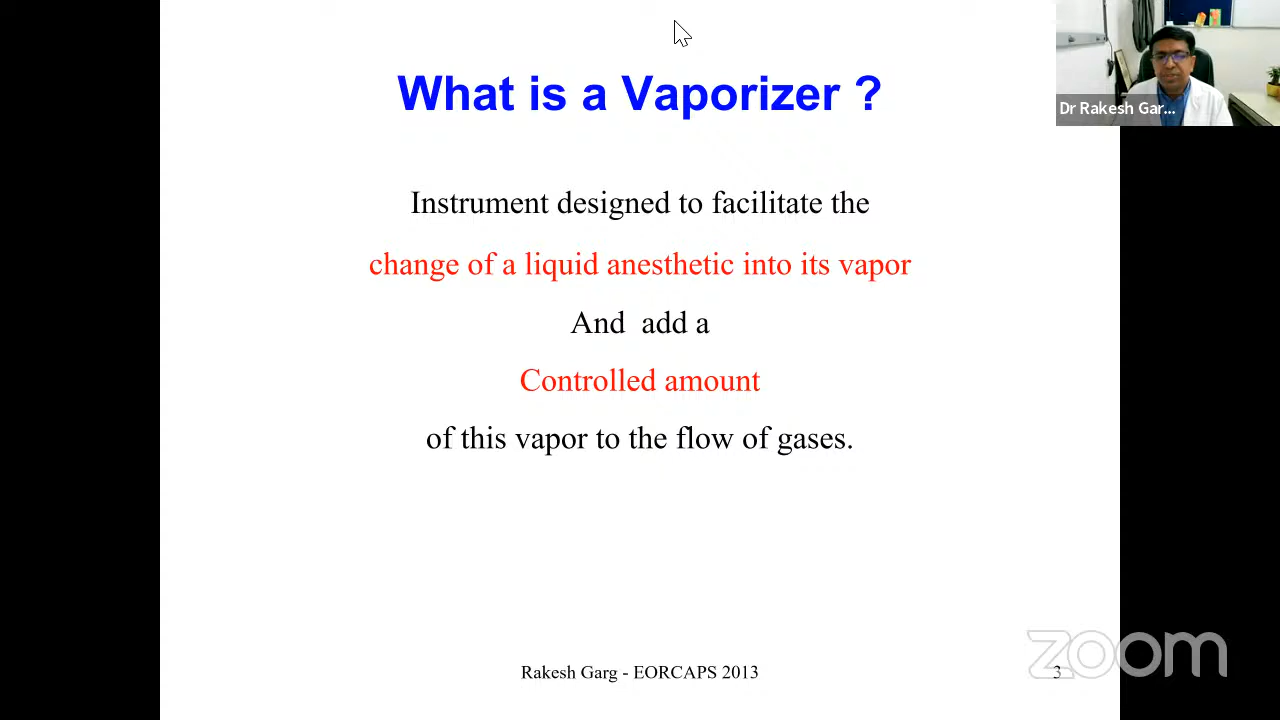 What is a Vaporizer ?
Dr Rakesh Gar...
Instrument designed to facilitate the
change of a liquid anesthetic into its vapor
And add a
Controlled amount
of this vapor to the flow of gases.
Rakesh Garg - EORCAPS 2013
3
zoom